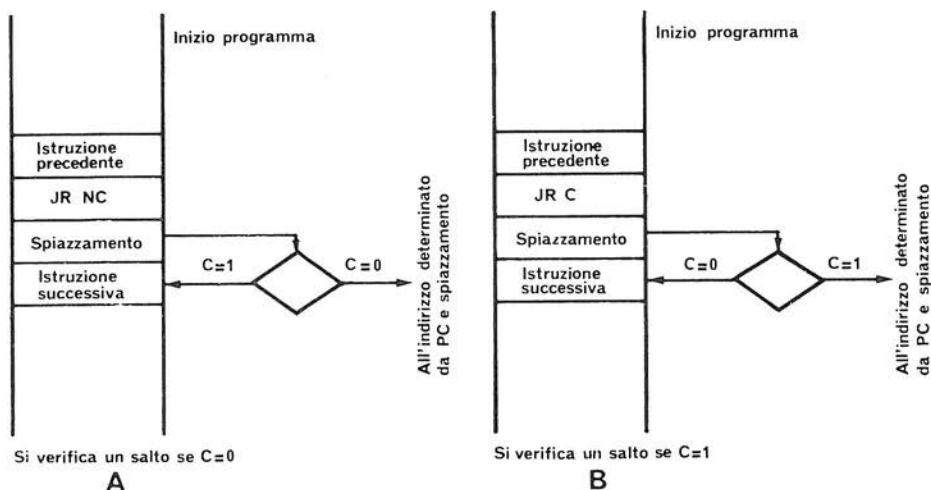 Inizio programma
Istruzione
precedente
JR NC
Spiazzamento
Istruzione
successiva
C=1
C=0
All'indirizzo determinato
da PC e spiazzamento
Si verifica un salto se C=0
A
Inizio programma
Istruzione
precedente
JR C
Spiazzamento
Istruzione
successiva
C=0
C=1
All'indirizzo determinato
da PC e spiazzamento
Si verifica un salto se C=1
B